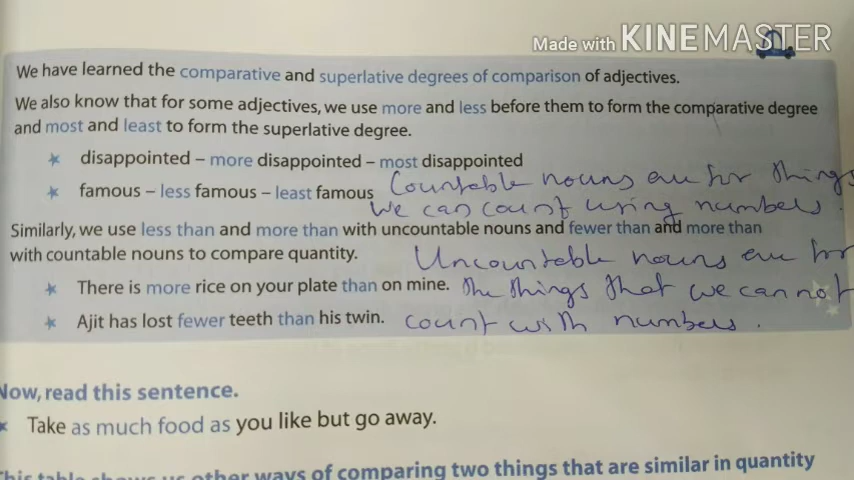 Made with KINEMASTER
We have learned the comparative and superlative degrees of comparison of adjectives.
We also know that for some adjectives, we use more and less before them to form the comparative degree
and most and least to form the superlative degree.
★ disappointed – more disappointed – most disappointed
★ famous – less famous – least famous
Countable nouns are for things
we can count using numbers.
Similarly, we use less than and more than with uncountable nouns and fewer than and more than
with countable nouns to compare quantity.
Uncountable nouns are for
★ There is more rice on your plate than on mine.
the things that we cannot
★ Ajit has lost fewer teeth than his twin.
count with numbers.
Now, read this sentence.
Take as much food as you like but go away.
This table shows us other ways of comparing two things that are similar in quantity